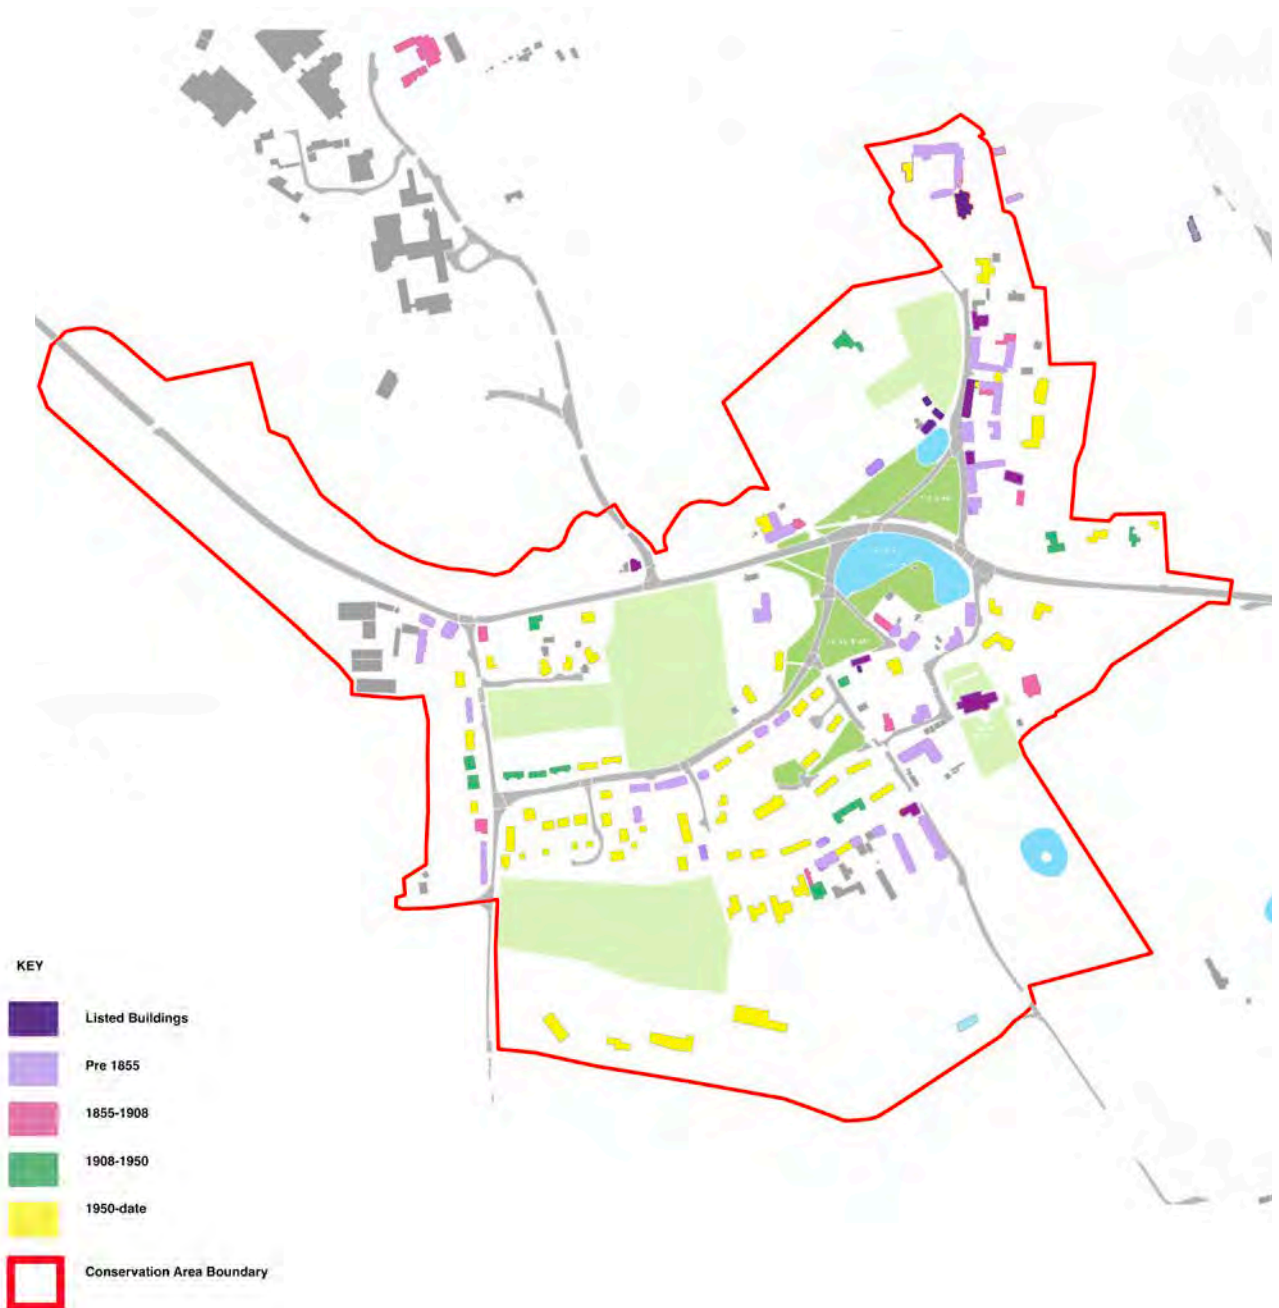 KEY
Listed Buildings
Pre 1855
1855-1908
1908-1950
1950-date
Conservation Area Boundary